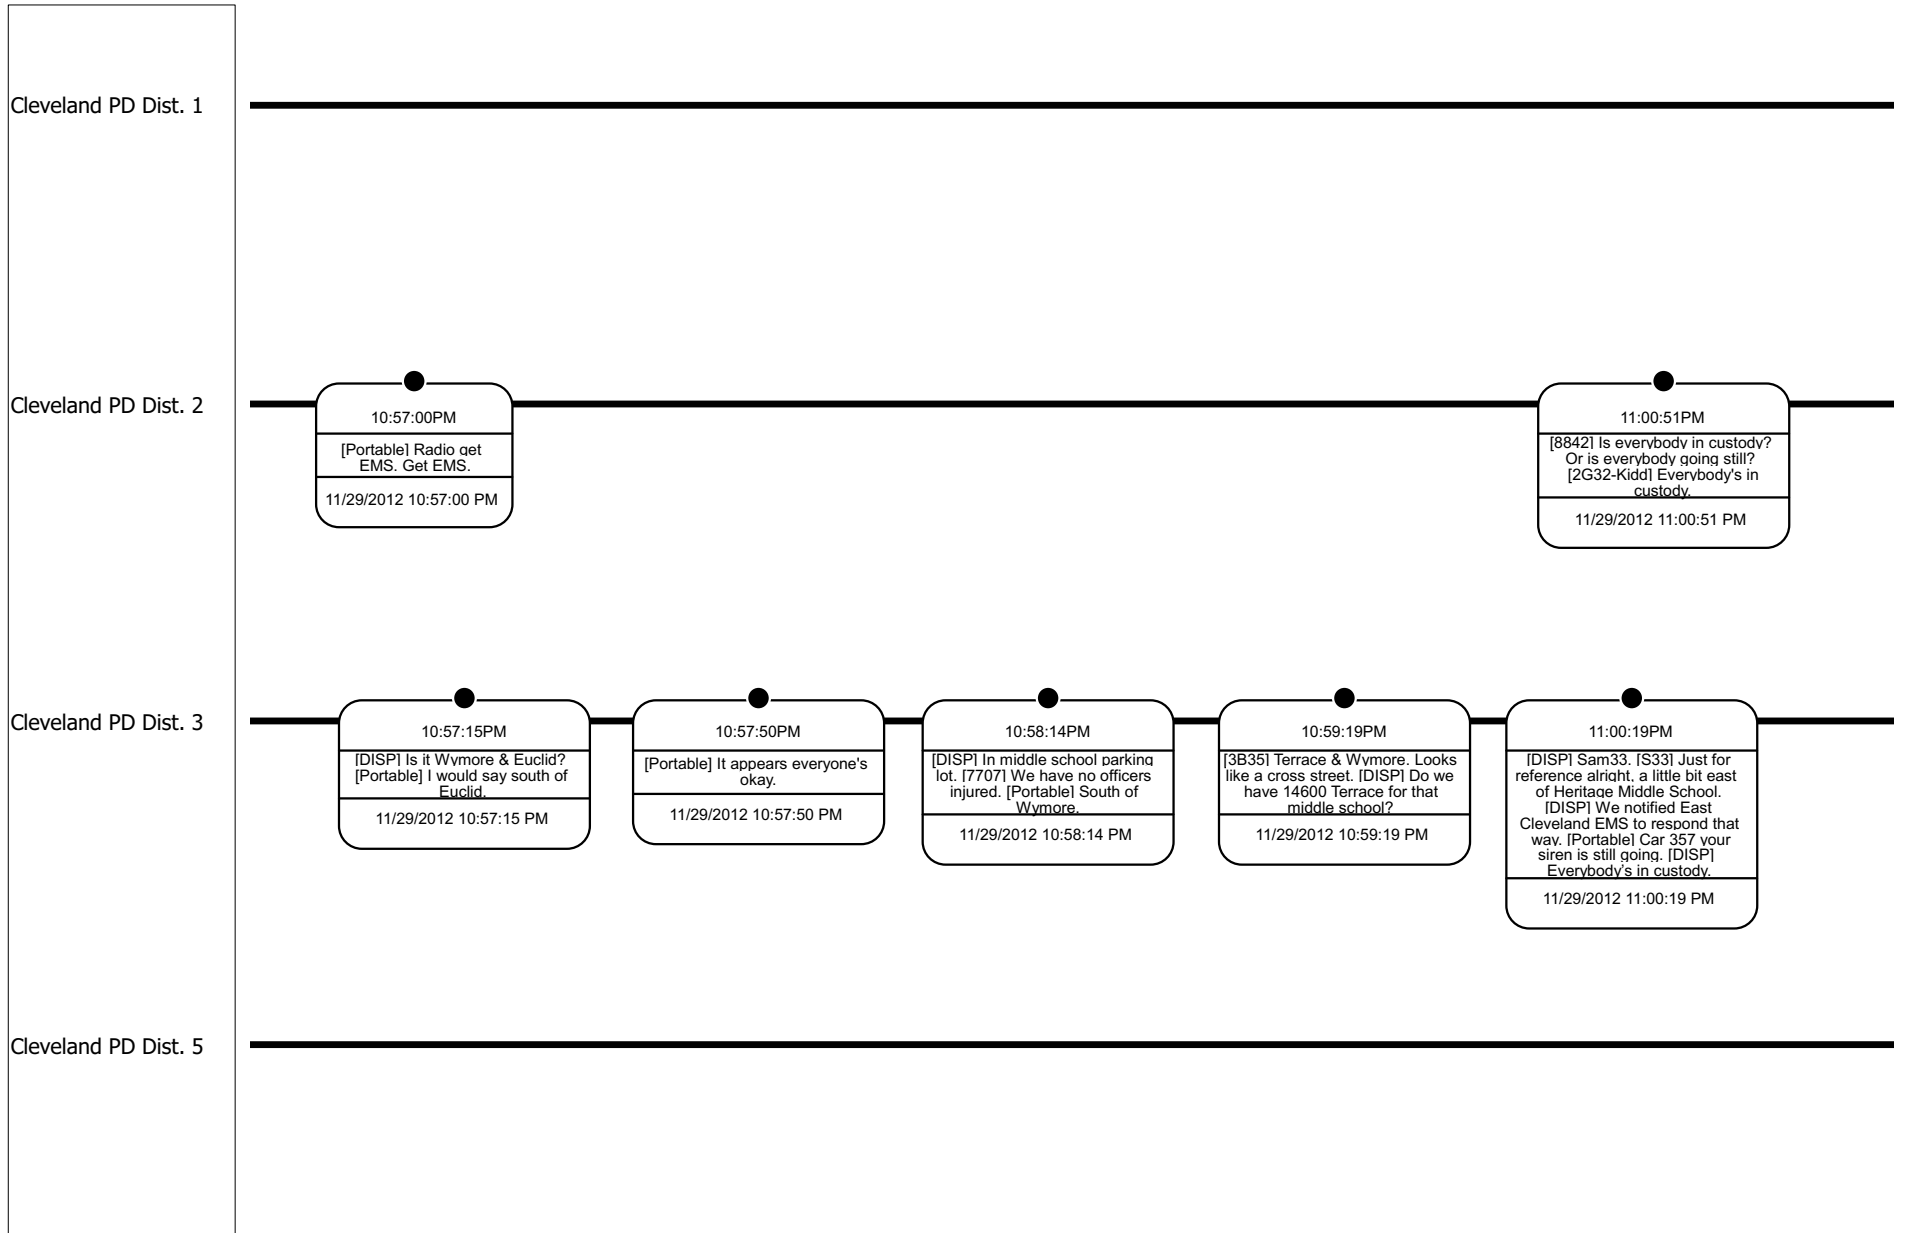 Cleveland PD Dist. 1
Cleveland PD Dist. 2
10:57:00PM
[Portable] Radio get
EMS. Get EMS.
11/29/2012 10:57:00 PM
11:00:51PM
[8842] Is everybody in custody?
Or is everybody going still?
[2G32-Kidd] Everybody's in
custody.
11/29/2012 11:00:51 PM
Cleveland PD Dist. 3
10:57:15PM
[DISP] Is it Wymore & Euclid?
[Portable] I would say south of
Euclid.
11/29/2012 10:57:15 PM
10:57:50PM
[Portable] It appears everyone's
okay.
11/29/2012 10:57:50 PM
10:58:14PM
[DISP] In middle school parking
lot. [7707] We have no officers
injured. [Portable] South of
Wymore.
11/29/2012 10:58:14 PM
10:59:19PM
[3B35] Terrace & Wymore. Looks
like a cross street. [DISP] Do we
have 14600 Terrace for that
middle school?
11/29/2012 10:59:19 PM
11:00:19PM
[DISP] Sam33. [S33] Just for
reference alright, a little bit east
of Heritage Middle School.
[DISP] We notified East
Cleveland EMS to respond that
way. [Portable] Car 357 your
siren is still going. [DISP]
Everybody's in custody.
11/29/2012 11:00:19 PM
Cleveland PD Dist. 5